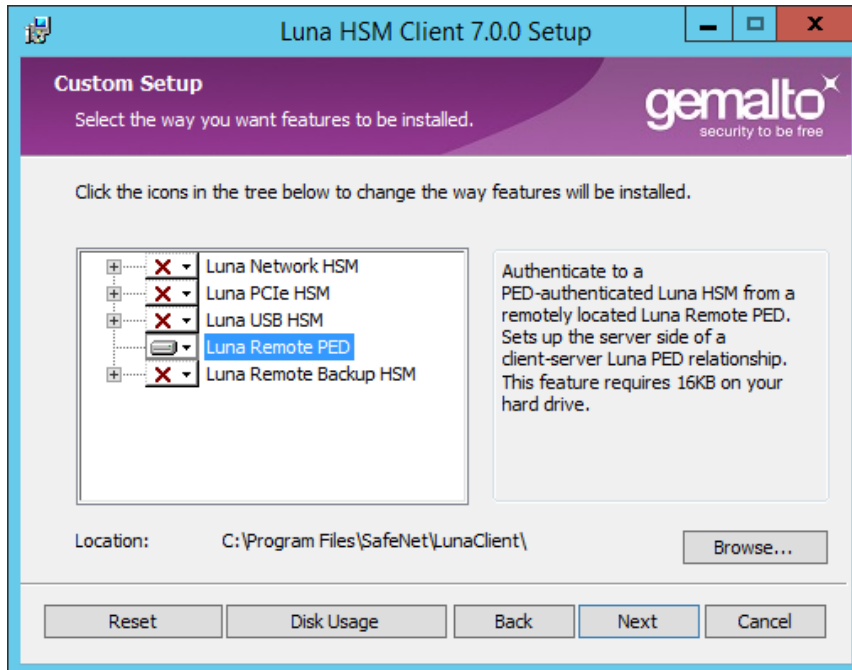 Luna HSM Client 7.0.0 Setup
Custom Setup
Select the way you want features to be installed.
gemalto
security to be free
Click the icons in the tree below to change the way features will be installed.
Luna Network HSM
Luna PCIe HSM
Luna USB HSM
Luna Remote PED
Luna Remote Backup HSM
Authenticate to a
PED-authenticated Luna HSM from a
remotely located Luna Remote PED.
Sets up the server side of a
client-server Luna PED relationship.
This feature requires 16KB on your
hard drive.
Location: C:\Program Files\SafeNet\LunaClient\
Browse...
Reset Disk Usage Back Next Cancel